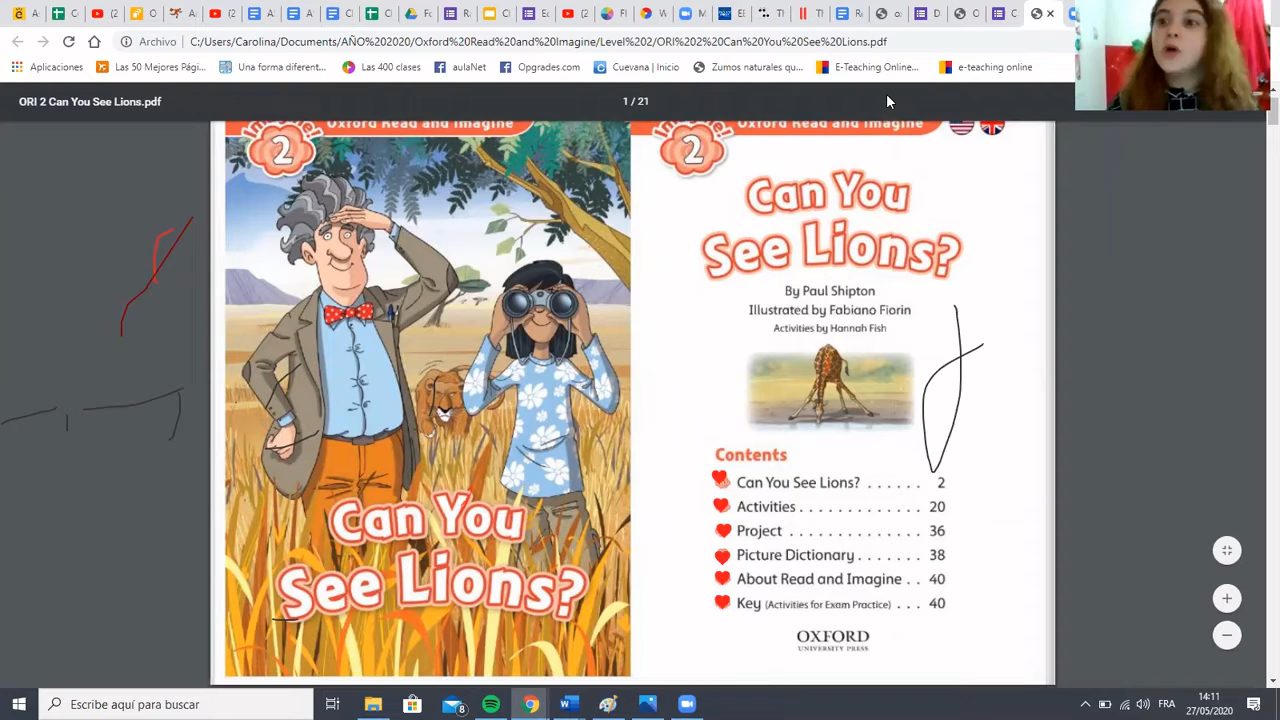 (2
(2
(2
Archivo
C:/Users/Carolina/Documents/AÑO%202020/Oxford%20Read%20and%20Imagine/Level%202/ORI%202%20Can%20You%20See%20Lions.pdf
Aplicaciones
Las 50 Mejores Pági...
Una forma diferent...
Las 400 clases
aulaNet
Opgrades.com
Cuevana | Inicio
Zumos naturales qu...
E-Teaching Online...
e-teaching online
ORI 2 Can You See Lions.pdf
1 / 21
2
Oxford Read and Imagine
Can You
See Lions?
2
Oxford Read and Imagine
Can You
See Lions?
By Paul Shipton
Illustrated by Fabiano Fiorin
Activities by Hannah Fish
Contents
Can You See Lions? . . . . . . 2
Activities . . . . . . . . . . . . . 20
Project . . . . . . . . . . . . . . 36
Picture Dictionary . . . . . . . 38
About Read and Imagine . . 40
Key (Activities for Exam Practice) . . . 40
OXFORD
UNIVERSITY PRESS
Escribe aquí para buscar
8
FRA
14:11
27/05/2020